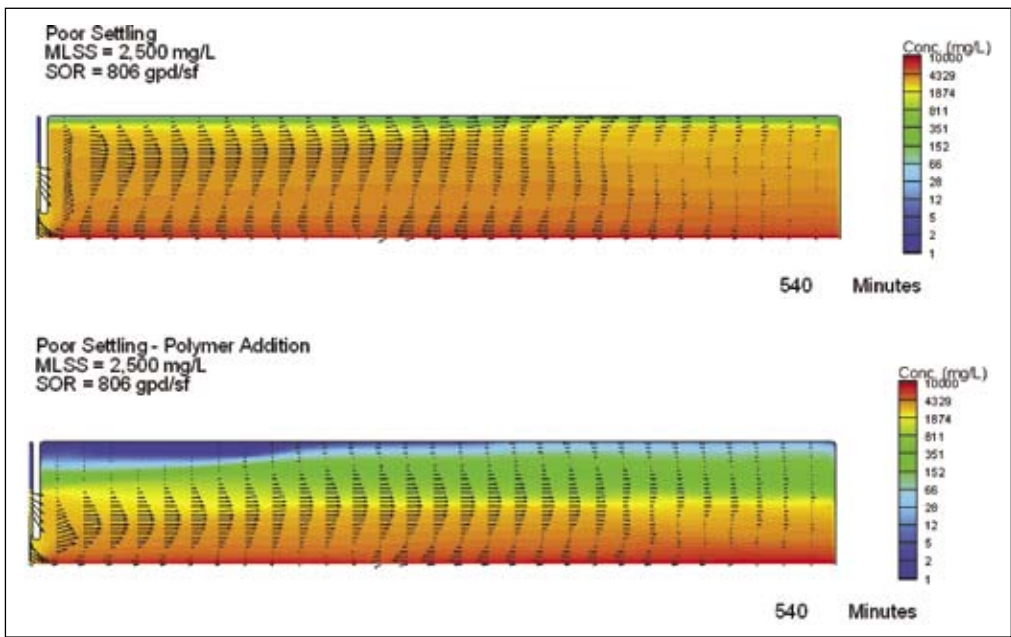 Poor Settling
MLSS = 2,500 mg/L
SOR = 806 gpd/sf
Conc. (mg/L)
10000
4329
1874
811
351
152
66
28
12
5
2
1
540 Minutes
Poor Settling - Polymer Addition
MLSS = 2,500 mg/L
SOR = 806 gpd/sf
Conc. (mg/L)
10000
4329
1874
811
351
152
66
28
12
5
2
1
540 Minutes